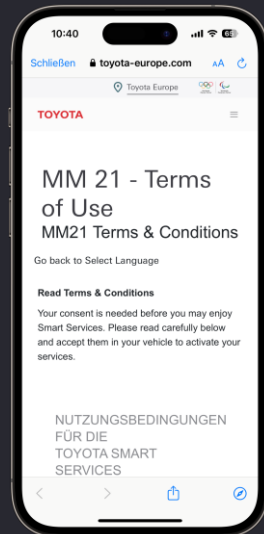 10:40
Schließen toyota-europe.com AA
Toyota Europe
TOYOTA
MM 21 - Terms
of Use
MM21 Terms & Conditions
Go back to Select Language
Read Terms & Conditions
Your consent is needed before you may enjoy
Smart Services. Please read carefully below
and accept them in your vehicle to activate your
services.
NUTZUNGSBEDINGUNGEN
FÜR DIE
TOYOTA SMART
SERVICES